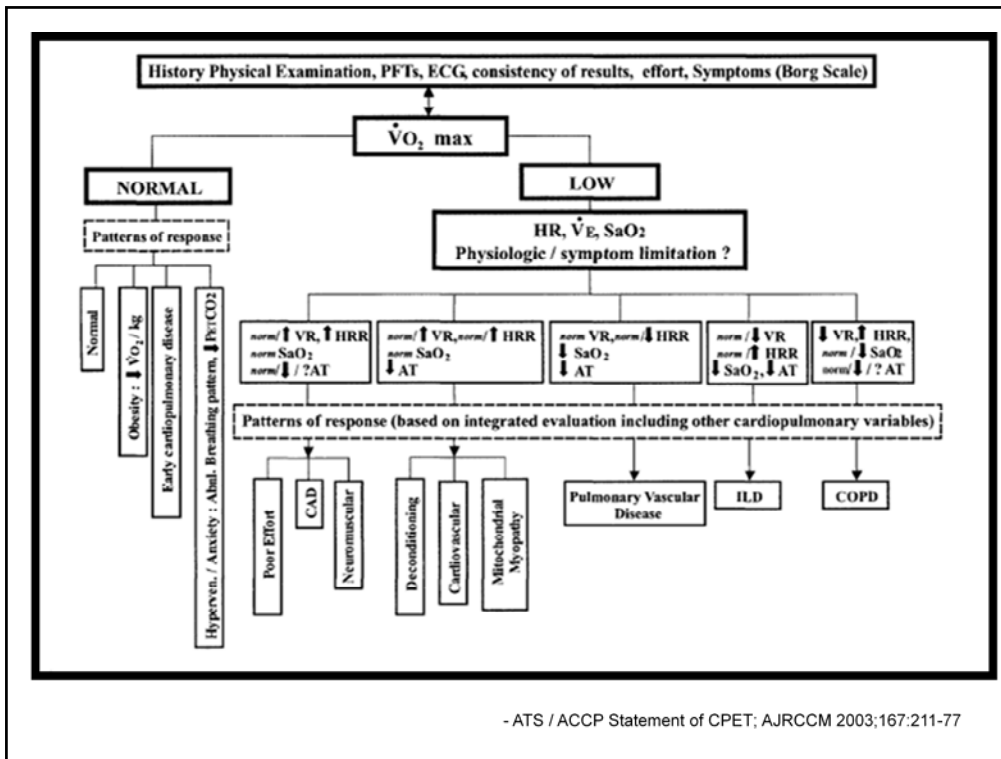 History Physical Examination, PFTs, ECG, consistency of results, effort, Symptoms (Borg Scale)
V̇O₂ max
NORMAL
LOW
Patterns of response
HR, V̇E, SaO₂
Physiologic / symptom limitation ?
Normal
Obesity : ⬇ V̇O₂ / kg
Early cardiopulmonary disease
Hyperven. / Anxiety : Abnl. Breathing pattern, ⬇PETCO2
norm/⬆ VR, ⬆ HRR
norm SaO₂
norm/⬇ / ?AT
norm/⬆ VR, norm/⬆ HRR
norm SaO₂
⬇ AT
norm VR, norm/⬇ HRR
⬇ SaO₂
⬇ AT
norm /⬇ VR
norm /⬆ HRR
⬇ SaO₂, ⬇ AT
⬇ VR, ⬆ HRR,
norm/⬇ SaO₂
norm/⬇ / ? AT
Patterns of response (based on integrated evaluation including other cardiopulmonary variables)
Poor Effort
CAD
Neuromuscular
Deconditioning
Cardiovascular
Mitochondrial
Myopathy
Pulmonary Vascular
Disease
ILD
COPD
- ATS / ACCP Statement of CPET; AJRCCM 2003;167:211-77